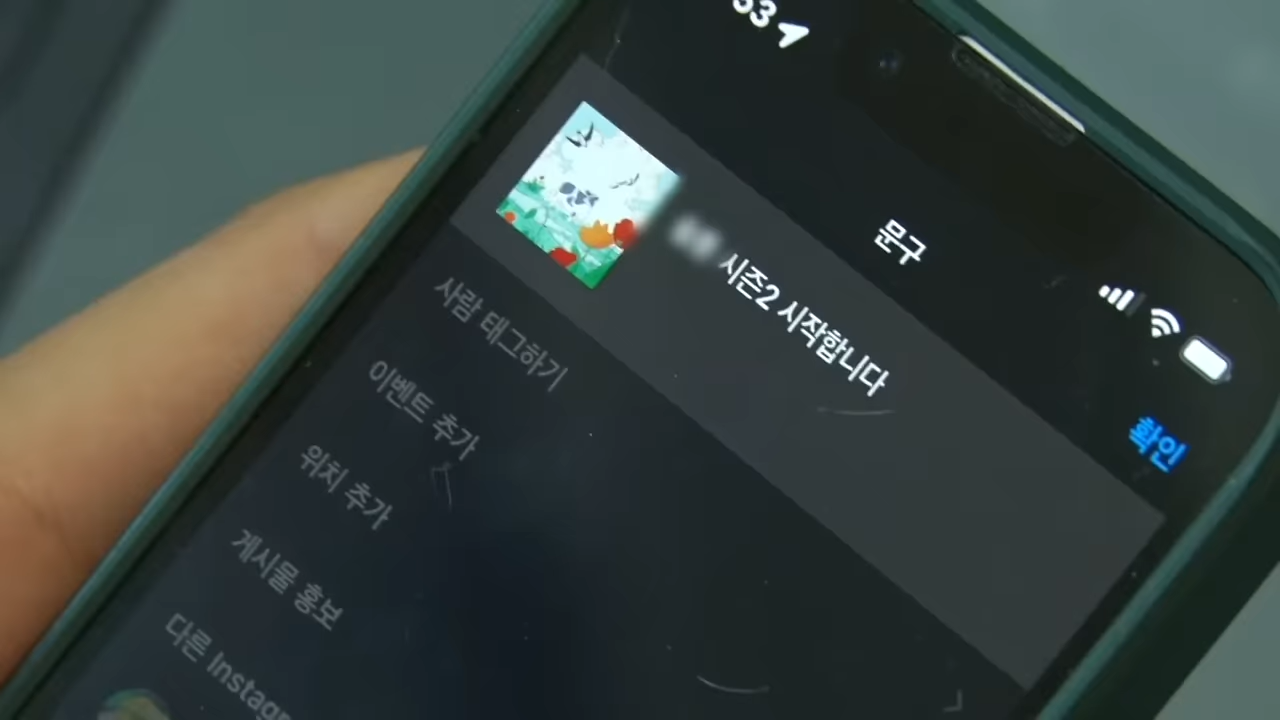 53
문구
확인
시즌2 시작합니다
사람 태그하기
이벤트 추가
위치 추가
게시물 홍보
다른